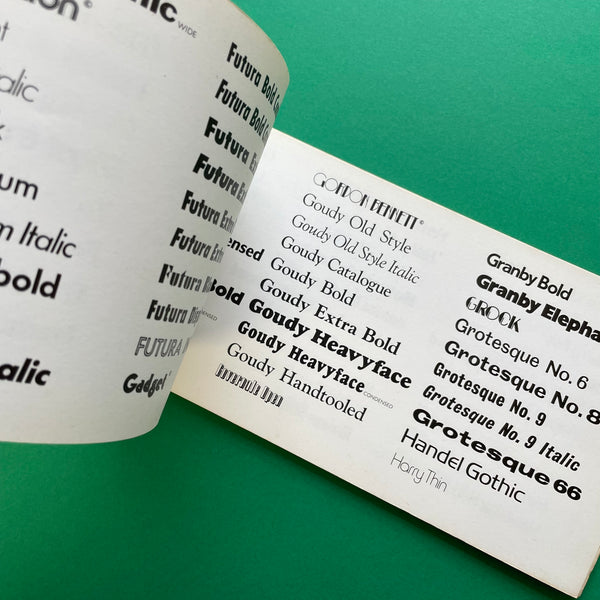 WIDE
alic
um
m Italic
bold
alic
Futura Bold
Futura Bold
Futura
Futura
Futura Ext
Futura
Futura
Futura
FUTURA
Gadget
GORDON BENNETT©
Goudy Old Style
Goudy Old Style Italic
Goudy Catalogue
ensed Goudy Bold
Goudy Extra Bold
Bold Goudy Heavyface
Goudy Heavyface CONDENSED
Goudy Handtooled
Granby Bold
Granby Elepha
GROCK
Grotesque No. 6
Grotesque No. 8
Grotesque No. 9
Grotesque No. 9 Italic
Grotesque 66
Handel Gothic
Harry Thin